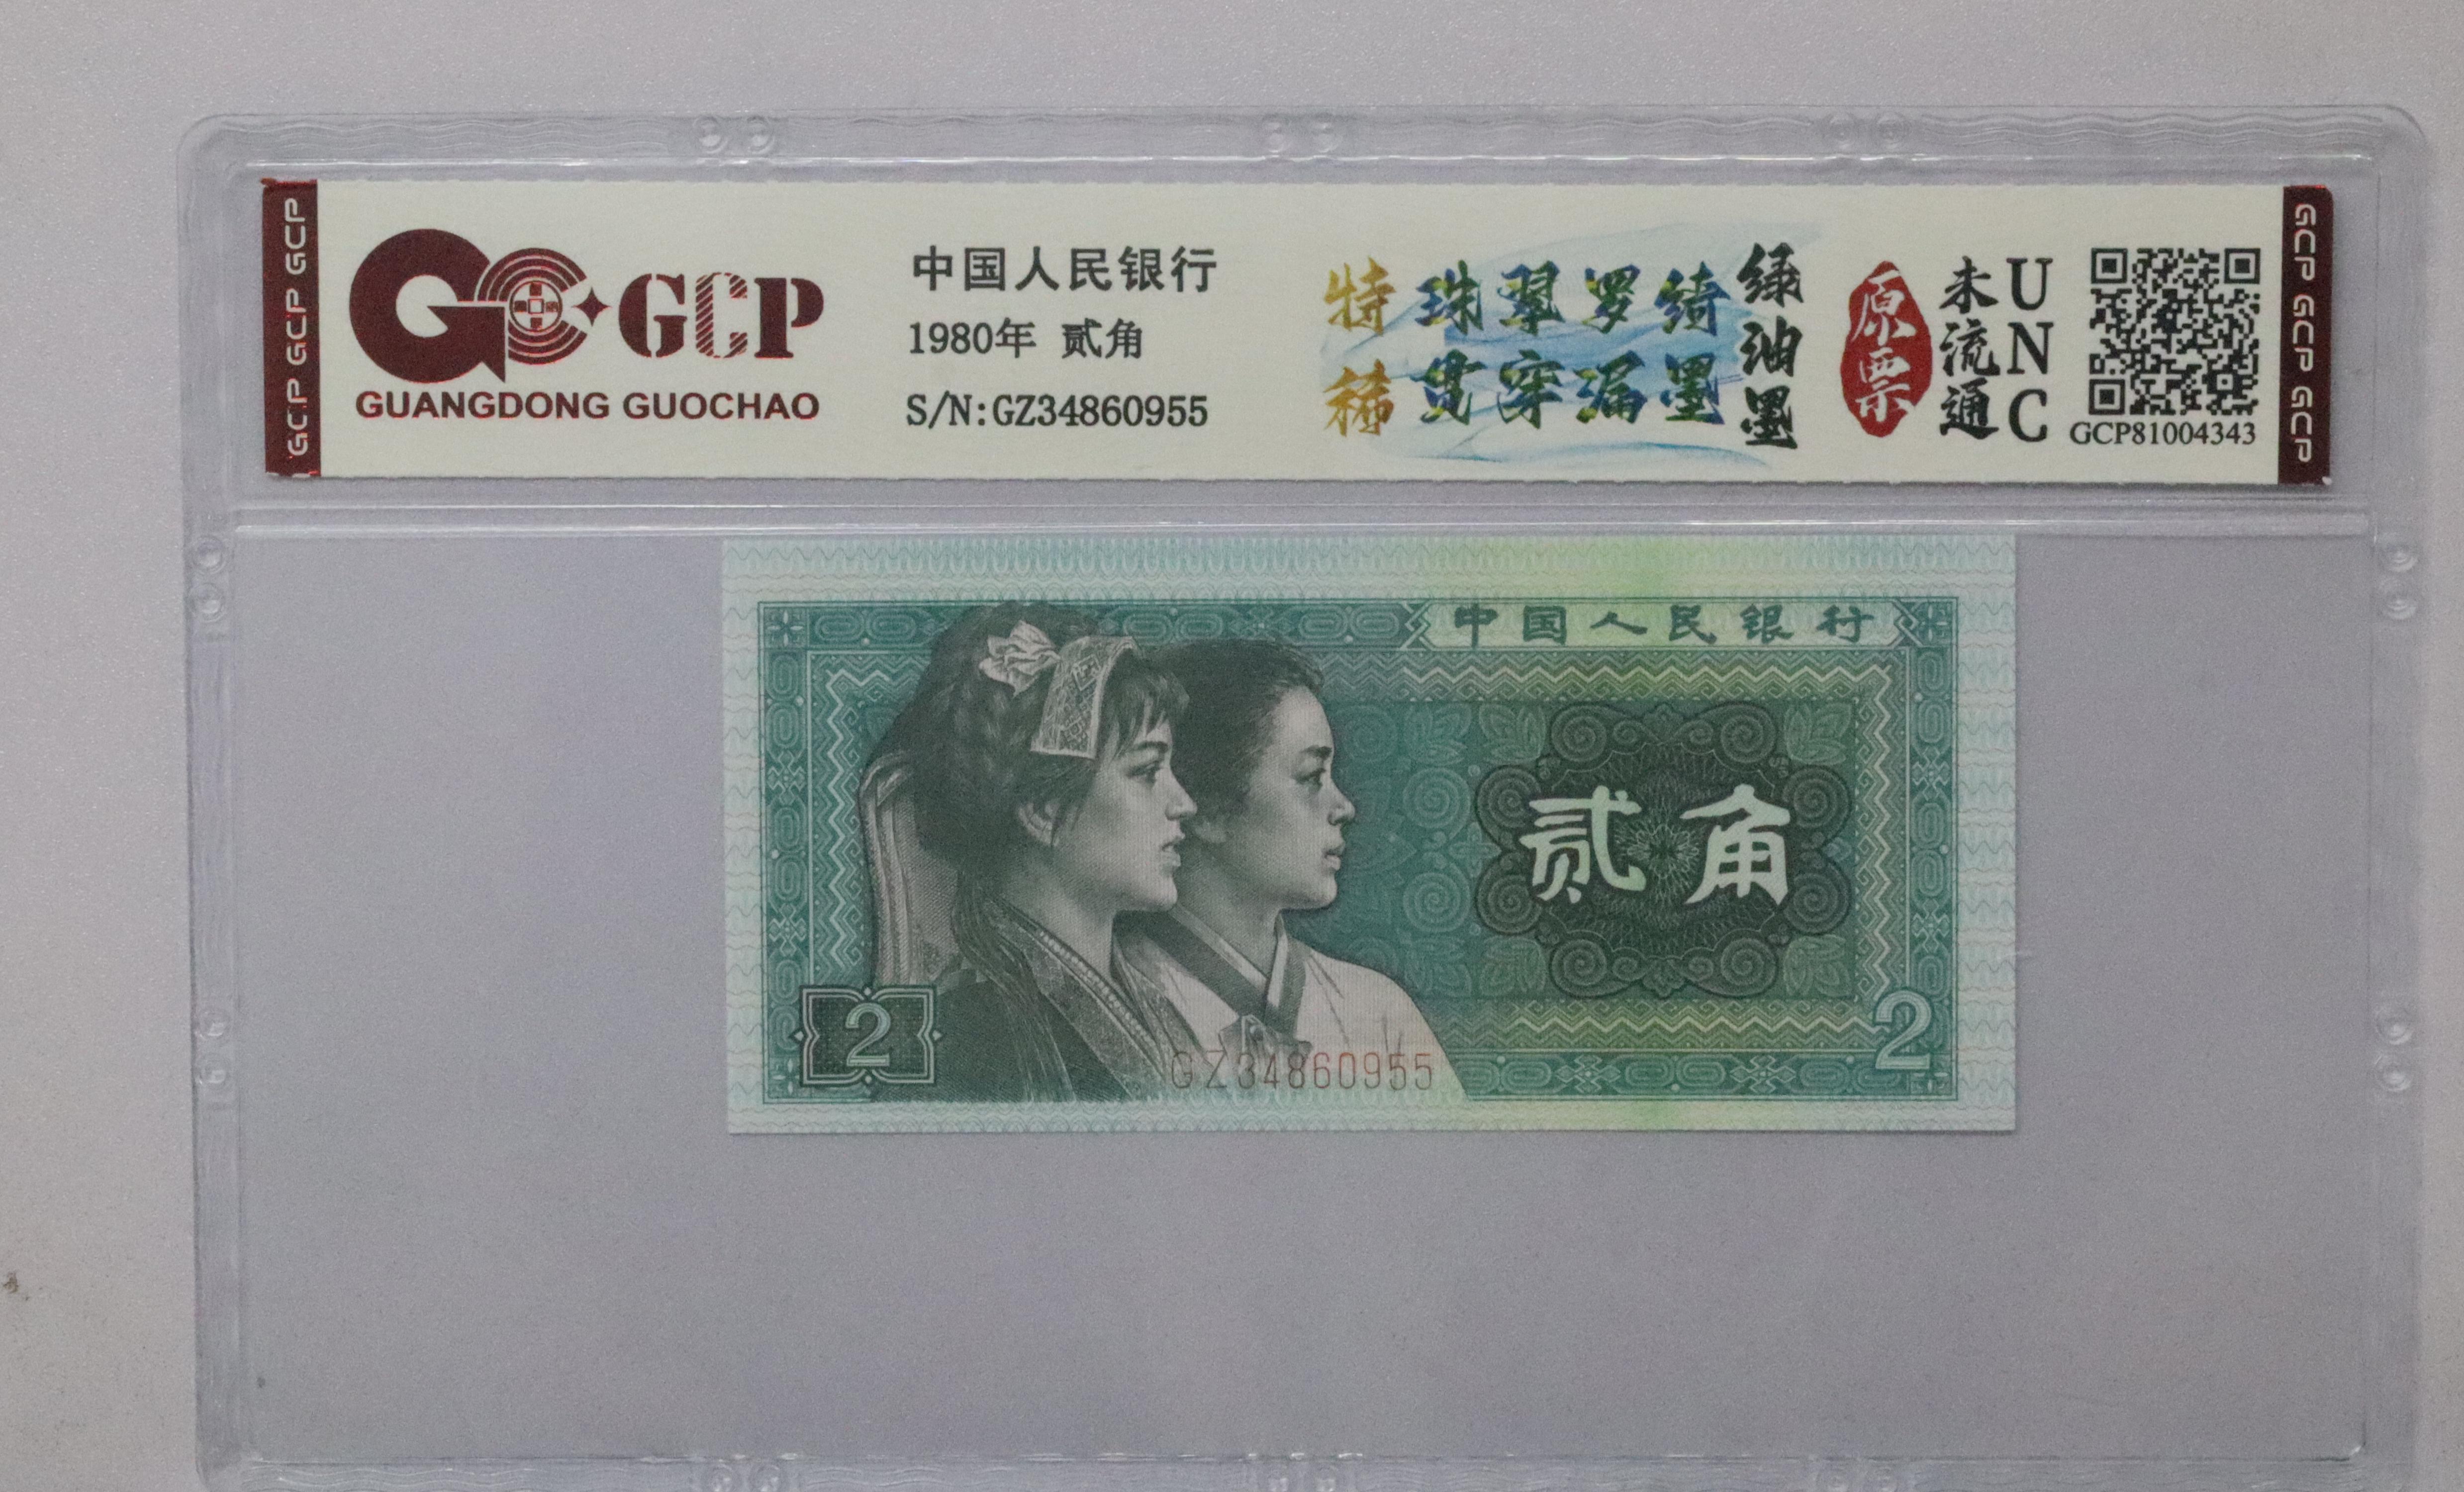 GCP GCP GCP
GCP
GUANGDONG GUOCHAO
中国人民银行
1980年 贰角
S/N:GZ34860955
特稀
珠翠罗绮
贯穿漏墨
绿油墨
原票
未流通
UNC
GCP81004343
GCP GCP GCP
中国人民银行
贰角
2
2
GZ34860955